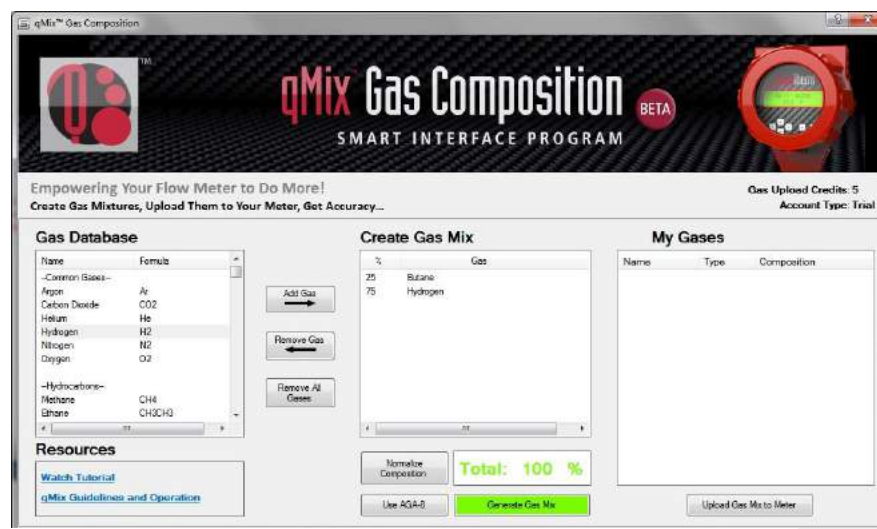 qMix™ Gas Composition
TM
qMix Gas Composition
BETA
SMART INTERFACE PROGRAM
Empowering Your Flow Meter to Do More!
Create Gas Mixtures, Upload Them to Your Meter, Get Accuracy...
Gas Upload Credits: 5
Account Type: Trial
Gas Database
Name Formula
--Common Gases--
Argon Ar
Carbon Dioxide CO2
Helium He
Hydrogen H2
Nitrogen N2
Oxygen O2
--Hydrocarbons--
Methane CH4
Ethane CH3CH3
Add Gas
Remove Gas
Remove All
Gases
Create Gas Mix
% Gas
25 Butane
75 Hydrogen
My Gases
Name Type Composition
Resources
Watch Tutorial
qMix Guidelines and Operation
Normalize
Composition
Total: 100 %
Use AGA-8
Generate Gas Mix
Upload Gas Mix to Meter